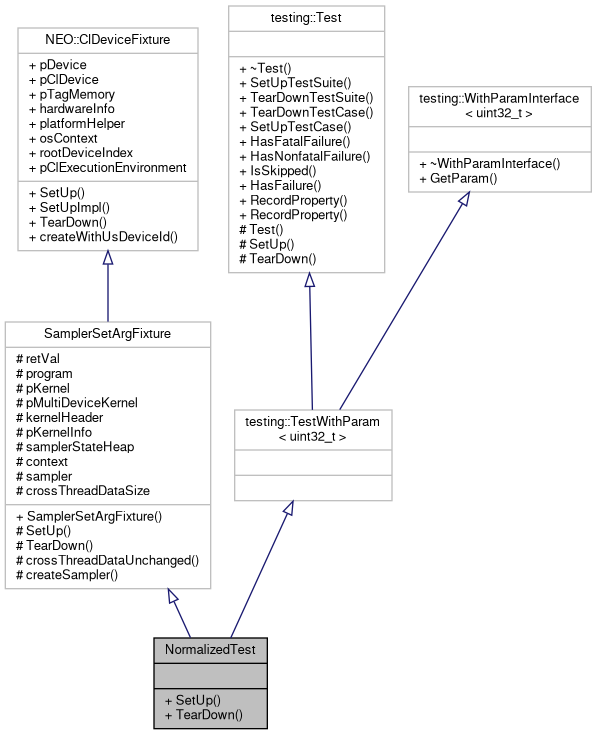 NEO::ClDeviceFixture
+ pDevice
+ pClDevice
+ pTagMemory
+ hardwareInfo
+ platformHelper
+ osContext
+ rootDeviceIndex
+ pClExecutionEnvironment
+ SetUp()
+ SetUpImpl()
+ TearDown()
+ createWithUsDeviceId()
testing::Test
+ ~Test()
+ SetUpTestSuite()
+ TearDownTestSuite()
+ TearDownTestCase()
+ SetUpTestCase()
+ HasFatalFailure()
+ HasNonfatalFailure()
+ IsSkipped()
+ HasFailure()
+ RecordProperty()
+ RecordProperty()
# Test()
# SetUp()
# TearDown()
testing::WithParamInterface
< uint32_t >
+ ~WithParamInterface()
+ GetParam()
SamplerSetArgFixture
# retVal
# program
# pKernel
# pMultiDeviceKernel
# kernelHeader
# pKernelInfo
# samplerStateHeap
# context
# sampler
# crossThreadDataSize
+ SamplerSetArgFixture()
# SetUp()
# TearDown()
# crossThreadDataUnchanged()
# createSampler()
testing::TestWithParam
< uint32_t >
NormalizedTest
+ SetUp()
+ TearDown()